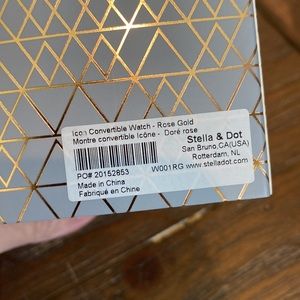 Icon Convertible Watch - Rose Gold
Montre convertible Icône - Doré rose
Stella & Dot
San Bruno,CA(USA)
Rotterdam, NL
PO# 20152853
W001RG www.stelladot.com
Made in China
Fabriqué en Chine